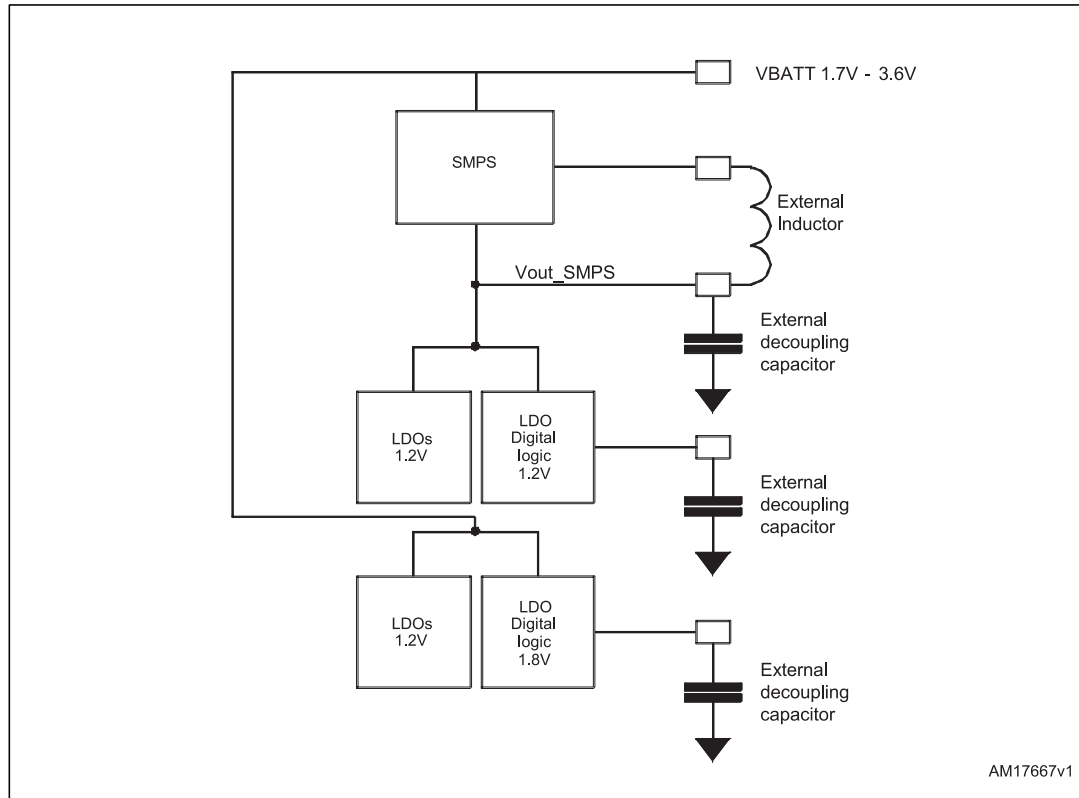 VBATT 1.7V - 3.6V
SMPS
External
Inductor
Vout_SMPS
External
decoupling
capacitor
LDOs
1.2V
LDO
Digital
logic
1.2V
External
decoupling
capacitor
LDOs
1.2V
LDO
Digital
logic
1.8V
External
decoupling
capacitor
AM17667v1